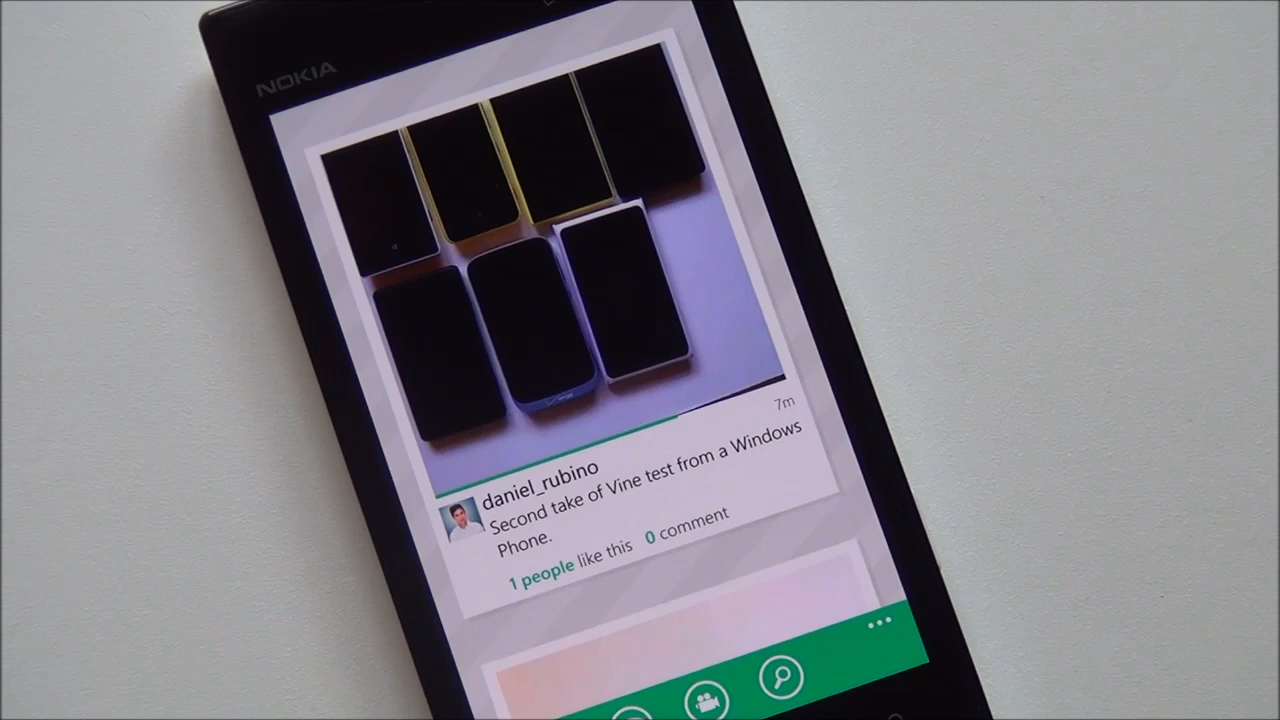 NOKIA
7m
daniel_rubino
Second take of Vine test from a Windows
Phone.
1 people like this 0 comment